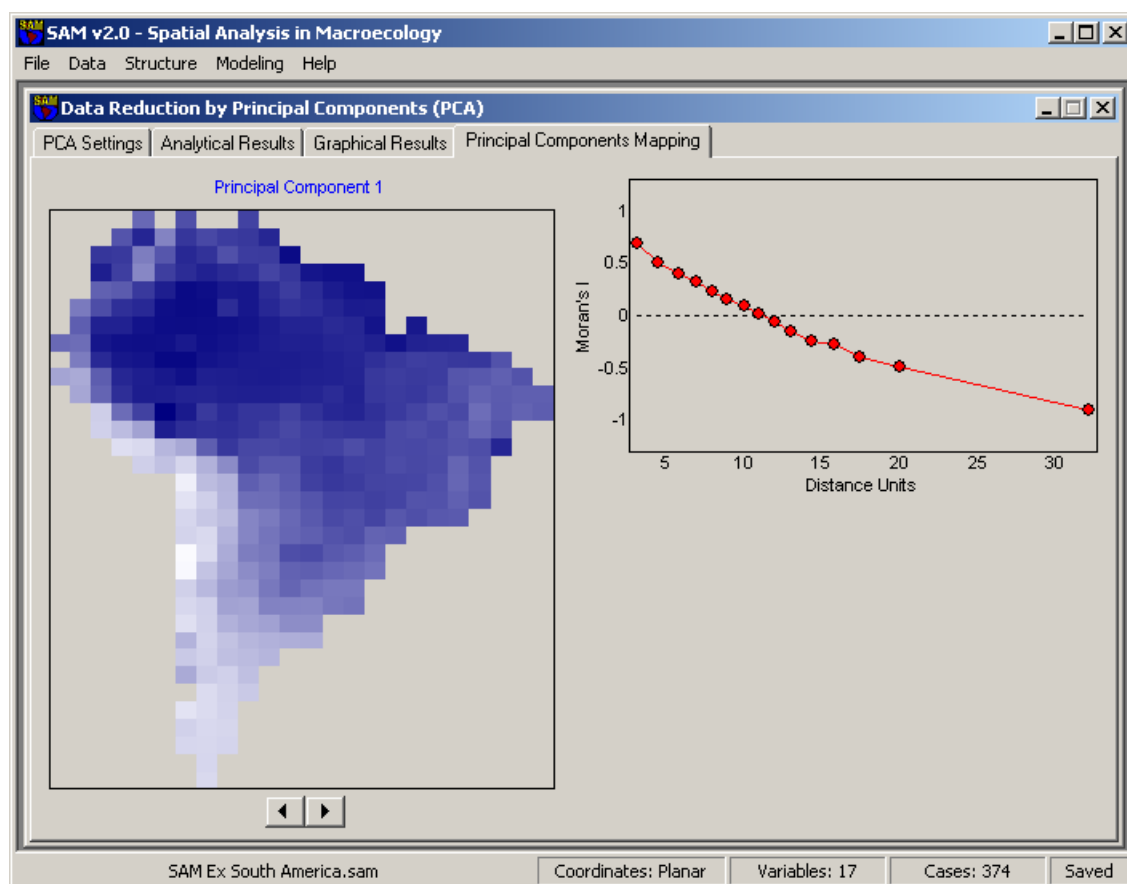 SAM v2.0 - Spatial Analysis in Macroecology
File Data Structure Modeling Help
Data Reduction by Principal Components (PCA)
PCA Settings Analytical Results Graphical Results Principal Components Mapping
Principal Component 1
1
0.5
0
-0.5
-1
Moran's I
5 10 15 20 25 30
Distance Units
SAM Ex South America.sam Coordinates: Planar Variables: 17 Cases: 374 Saved